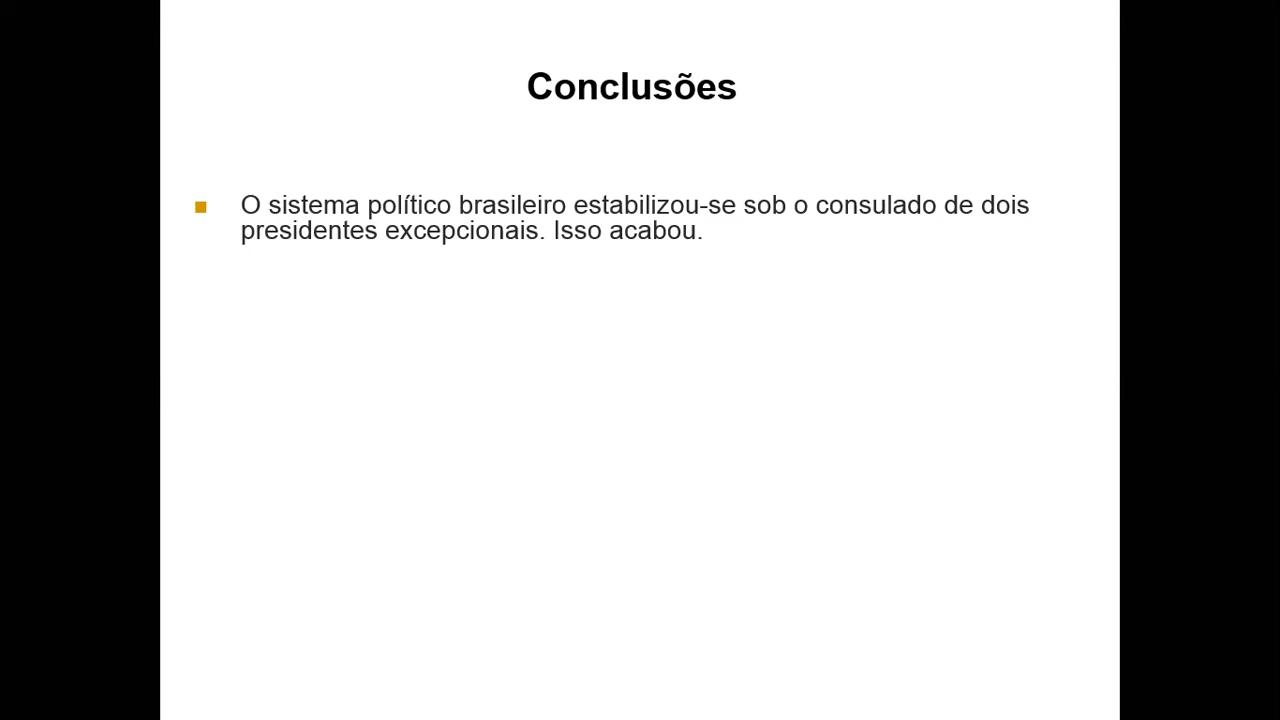 Conclusões
O sistema político brasileiro estabilizou-se sob o consulado de dois
presidentes excepcionais. Isso acabou.